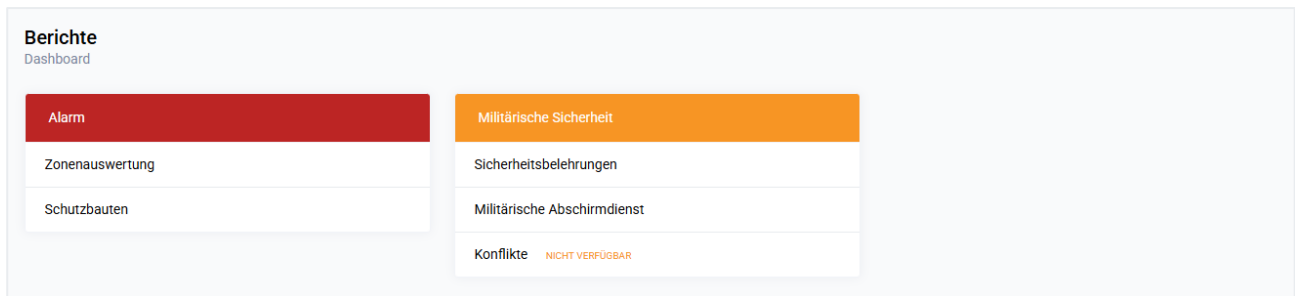 Berichte
Dashboard
Alarm
Zonenauswertung
Schutzbauten
Militärische Sicherheit
Sicherheitsbelehrungen
Militärische Abschirmdienst
Konflikte NICHT VERFÜGBAR